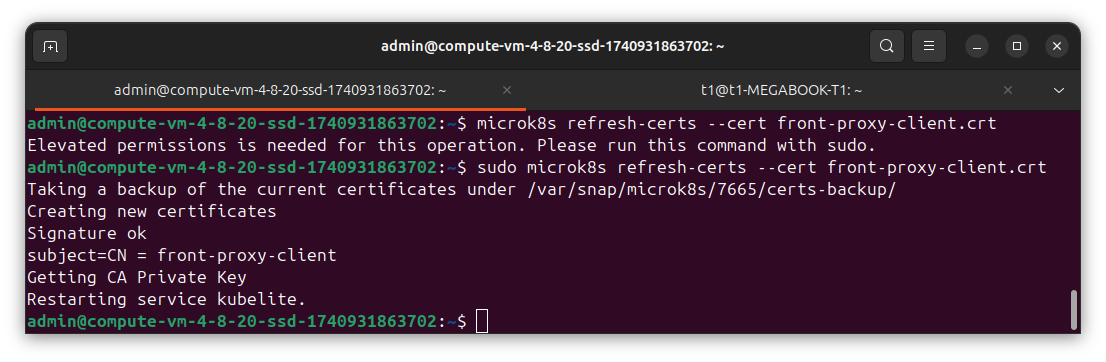 admin@compute-vm-4-8-20-ssd-1740931863702: ~
admin@compute-vm-4-8-20-ssd-1740931863702: ~
t1@t1-MEGABOOK-T1: ~
admin@compute-vm-4-8-20-ssd-1740931863702:~$ microk8s refresh-certs --cert front-proxy-client.crt
Elevated permissions is needed for this operation. Please run this command with sudo.
admin@compute-vm-4-8-20-ssd-1740931863702:~$ sudo microk8s refresh-certs --cert front-proxy-client.crt
Taking a backup of the current certificates under /var/snap/microk8s/7665/certs-backup/
Creating new certificates
Signature ok
subject=CN = front-proxy-client
Getting CA Private Key
Restarting service kubelite.
admin@compute-vm-4-8-20-ssd-1740931863702:~$